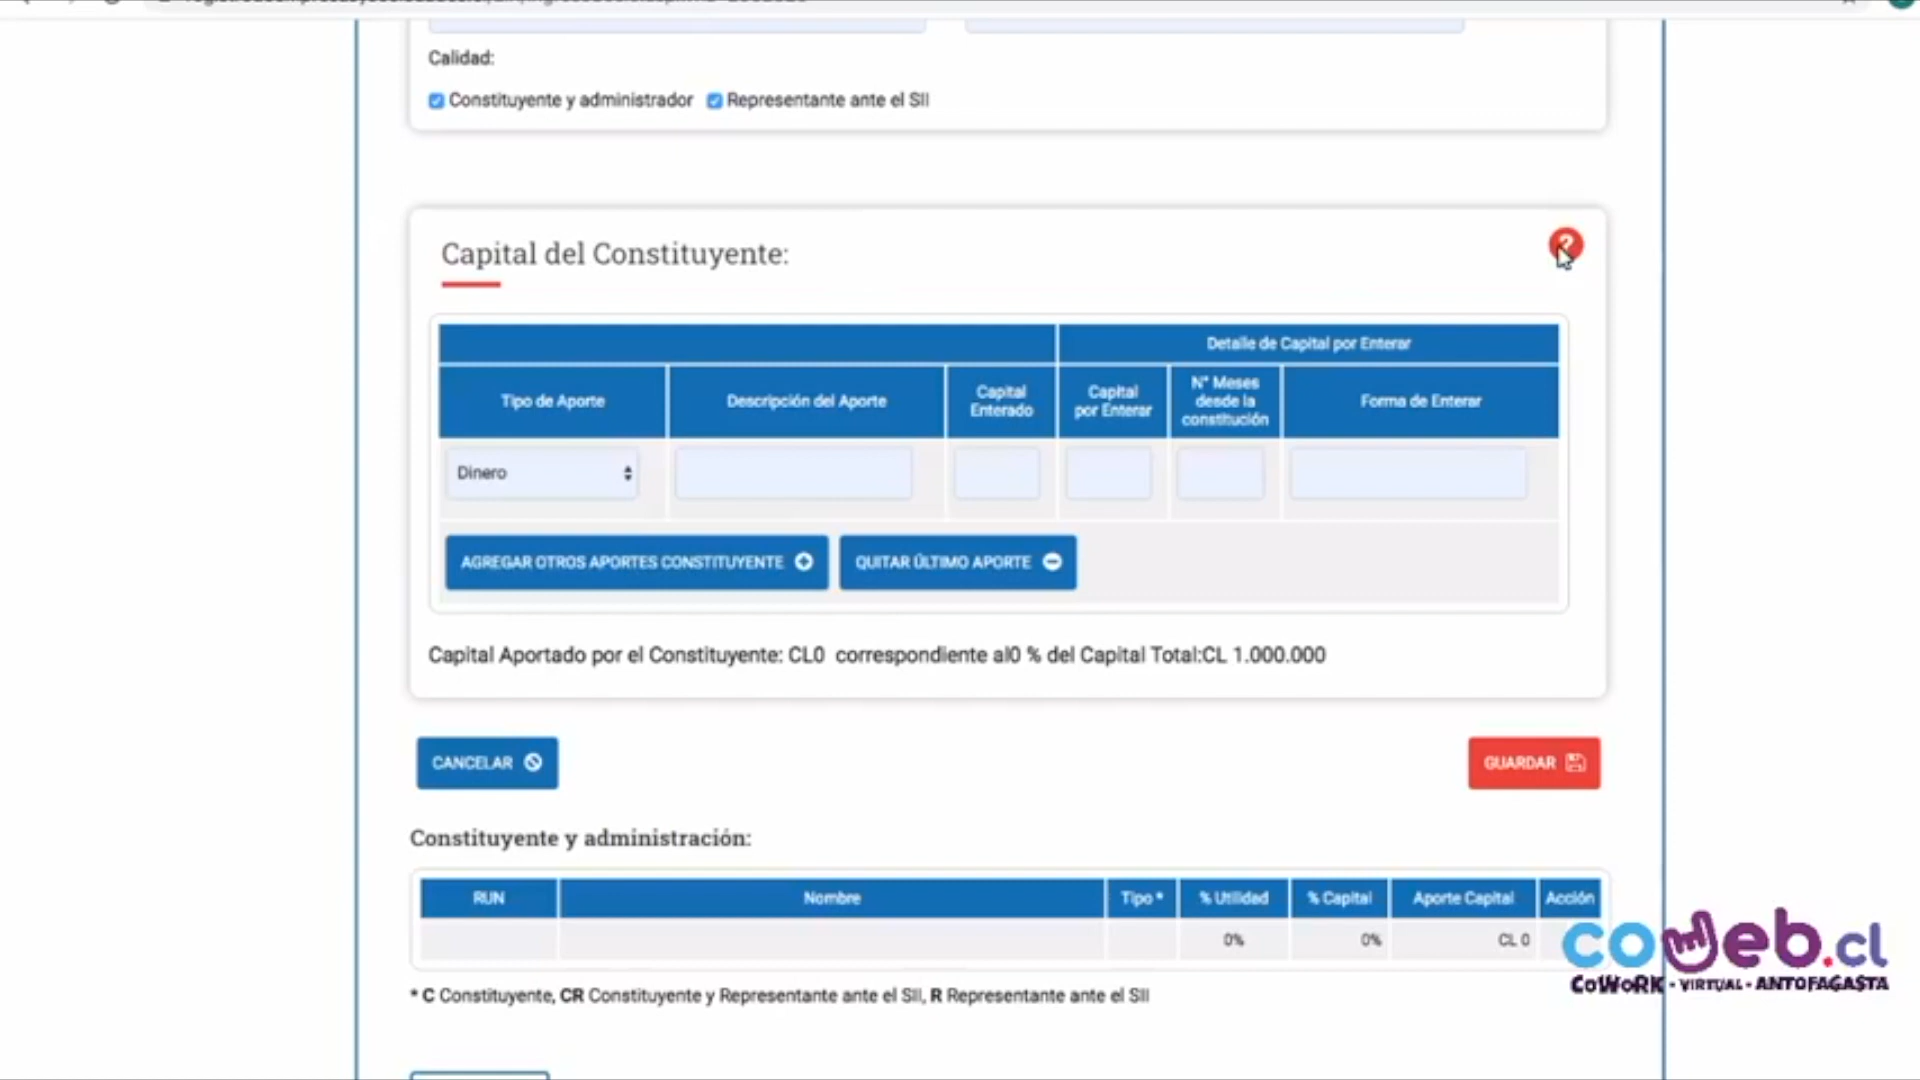 Calidad:
Constituyente y administrador Representante ante el SII
Capital del Constituyente:
?
Detalle de Capital por Enterar
Tipo de Aporte
Descripción del Aporte
Capital
Enterado
Capital
por Enterar
N° Meses
desde la
constitución
Forma de Enterar
Dinero
AGREGAR OTROS APORTES CONSTITUYENTE
QUITAR ÚLTIMO APORTE
Capital Aportado por el Constituyente: CL0 correspondiente al0 % del Capital Total:CL 1.000.000
CANCELAR
GUARDAR
Constituyente y administración:
RUN Nombre Tipo * % Utilidad % Capital Aporte Capital Acción
0% 0% CL 0
* C Constituyente, CR Constituyente y Representante ante el SII, R Representante ante el SII
coweb.cl
CoWoRK - VIRTUAL - ANTOFAGASTA